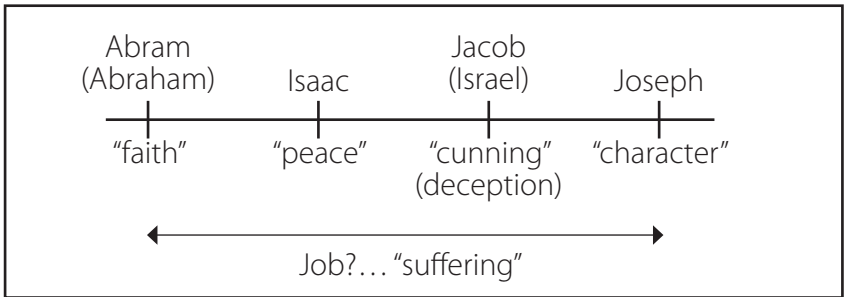 Abram
(Abraham)
Isaac
Jacob
(Israel)
Joseph
“faith”
“peace”
“cunning”
(deception)
“character”
Job?… “suffering”